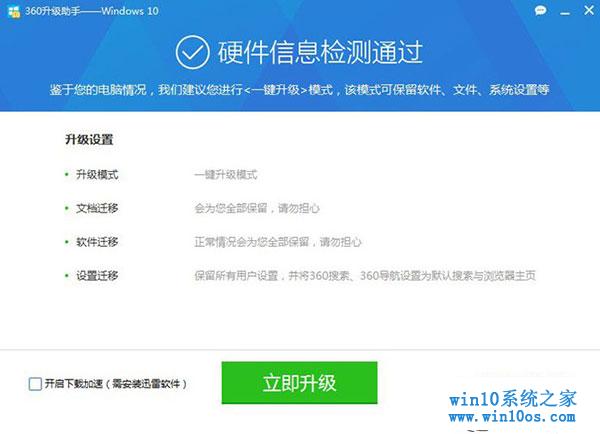 360升级助手——Windows 10
硬件信息检测通过
鉴于您的电脑情况，我们建议您进行<一键升级>模式，该模式可保留软件、文件、系统设置等
升级设置
升级模式 一键升级模式
文档迁移 会为您全部保留，请勿担心
软件迁移 正常情况会为您全部保留，请勿担心
设置迁移 保留所有用户设置，并将360搜索、360导航设置为默认搜索与浏览器主页
开启下载加速（需安装迅雷软件） 立即升级
win10系统之家
www.win10os.com